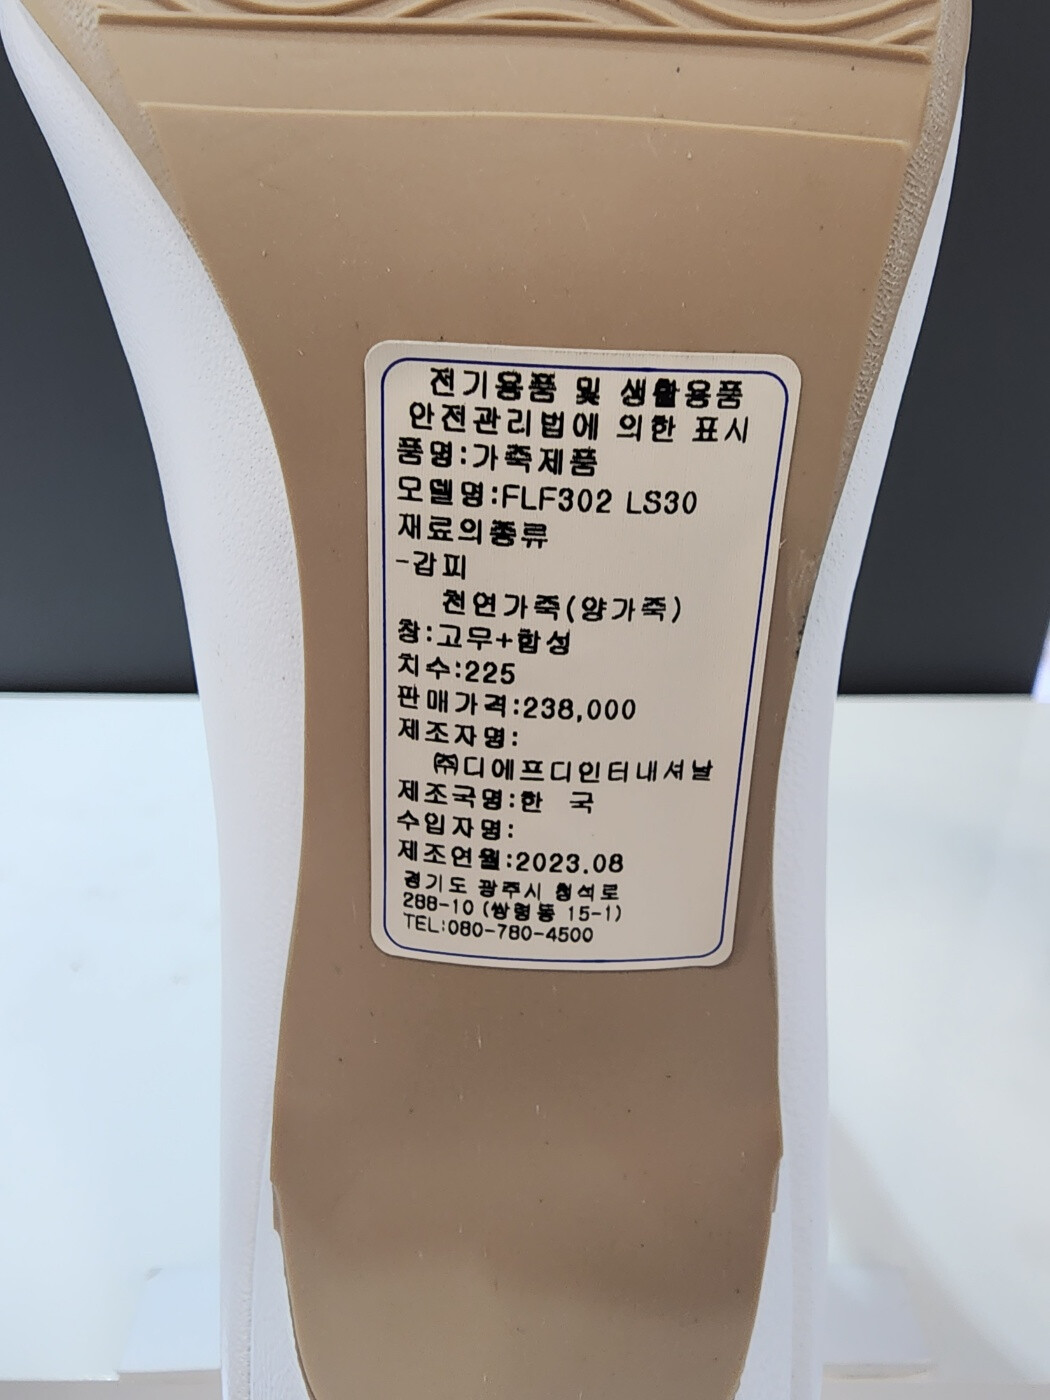 전기용품 및 생활용품
안전관리법에 의한 표시
품명:가죽제품
모델명:FLF302 LS30
재료의종류
-갑피
천연가죽(양가죽)
창:고무+합성
치수:225
판매가격:238,000
제조자명:
㈜디에프디인터내셔날
제조국명:한 국
수입자명:
제조연월:2023.08
경기도 광주시 청석로
288-10 (쌍령동 15-1)
TEL:080-780-4500